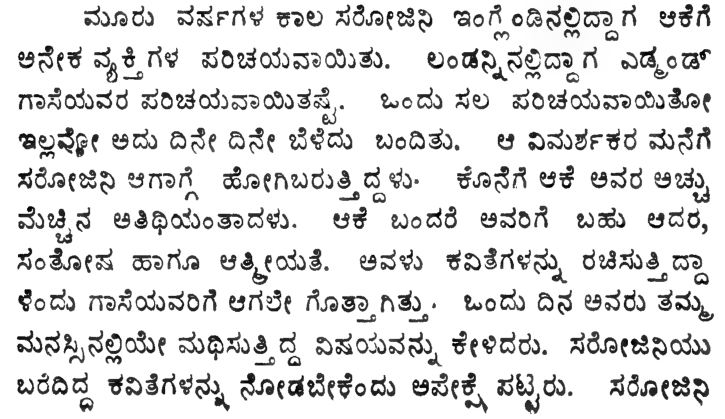 ಮೂರು ವರ್ಷಗಳ ಕಾಲ ಸರೋಜಿನಿ ಇಂಗ್ಲೆಂಡಿನಲ್ಲಿದ್ದಾಗ ಆಕೆಗೆ
ಅನೇಕ ವ್ಯಕ್ತಿಗಳ ಪರಿಚಯವಾಯಿತು. ಲಂಡನ್ನಿನಲ್ಲಿದ್ದಾಗ ಎಡ್ಮಂಡ್
ಗಾಸೆಯವರ ಪರಿಚಯವಾಯಿತಷ್ಟೆ. ಒಂದು ಸಲ ಪರಿಚಯವಾಯಿತೋ
ಇಲ್ಲವೋ ಅದು ದಿನೇ ದಿನೇ ಬೆಳೆದು ಬಂದಿತು. ಆ ವಿಮರ್ಶಕರ ಮನೆಗೆ
ಸರೋಜಿನಿ ಆಗಾಗ್ಗೆ ಹೋಗಿಬರುತ್ತಿದ್ದಳು. ಕೊನೆಗೆ ಆಕೆ ಅವರ ಅಚ್ಚು
ಮೆಚ್ಚಿನ ಅತಿಥಿಯಂತಾದಳು. ಆಕೆ ಬಂದರೆ ಅವರಿಗೆ ಬಹು ಆದರ,
ಸಂತೋಷ ಹಾಗೂ ಆತ್ಮೀಯತೆ. ಅವಳು ಕವಿತೆಗಳನ್ನು ರಚಿಸುತ್ತಿದ್ದಾ
ಳೆಂದು ಗಾಸೆಯವರಿಗೆ ಆಗಲೇ ಗೊತ್ತಾಗಿತ್ತು. ಒಂದು ದಿನ ಅವರು ತಮ್ಮ
ಮನಸ್ಸಿನಲ್ಲಿಯೇ ಮಥಿಸುತ್ತಿದ್ದ ವಿಷಯವನ್ನು ಕೇಳಿದರು. ಸರೋಜಿನಿಯು
ಬರೆದಿದ್ದ ಕವಿತೆಗಳನ್ನು ನೋಡಬೇಕೆಂದು ಅಪೇಕ್ಷೆ ಪಟ್ಟರು. ಸರೋಜಿನಿ